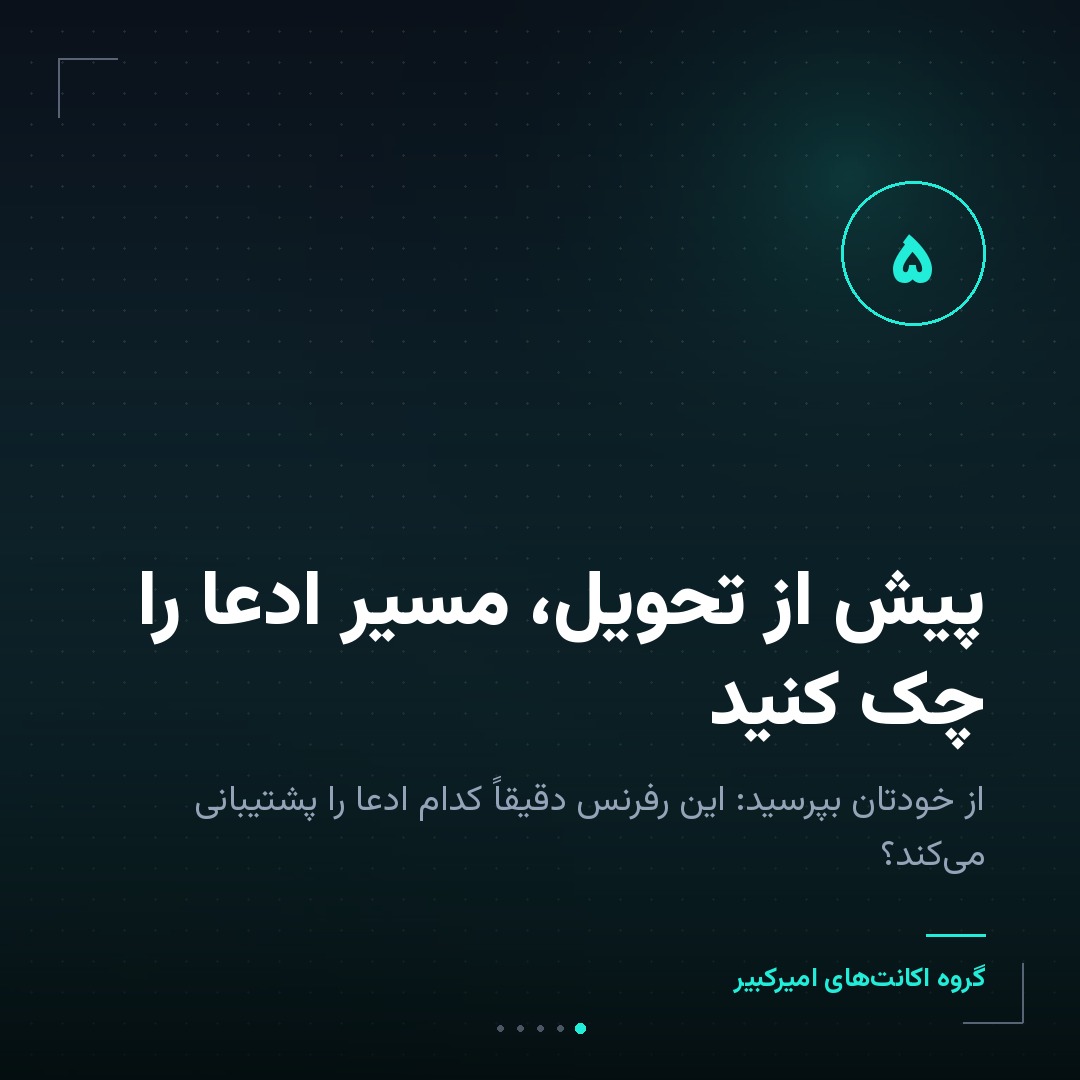 ۵
پیش از تحویل، مسیر ادعا را
چک کنید
از خودتان بپرسید: این رفرنس دقیقاً کدام ادعا را پشتیبانی
می‌کند؟
گروه اکانت‌های امیرکبیر